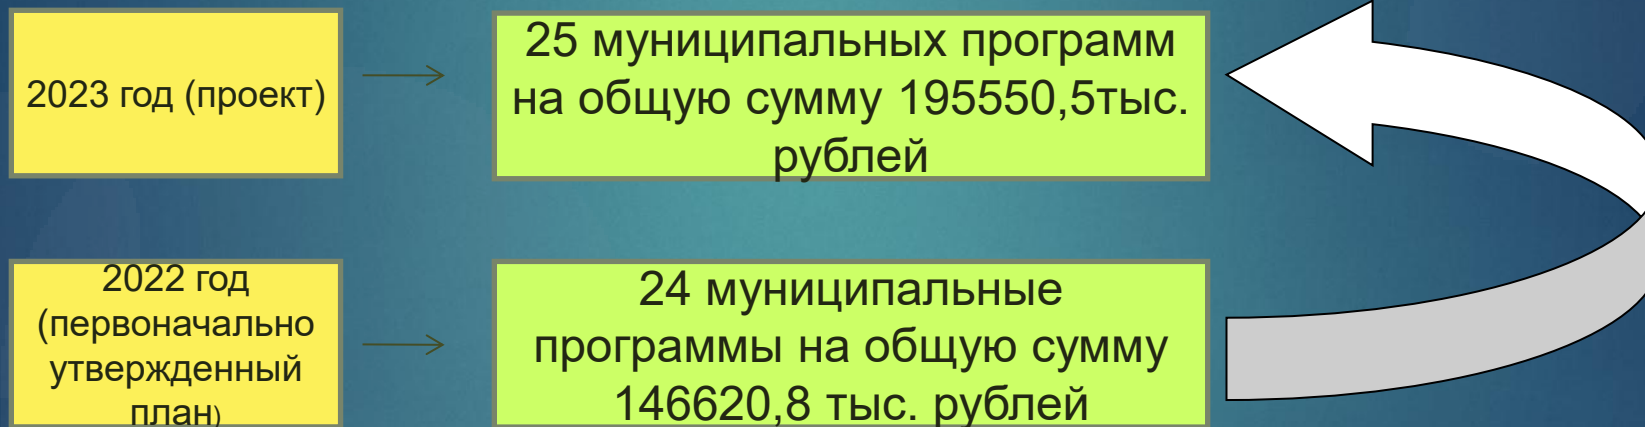 2023 год (проект)
25 муниципальных программ
на общую сумму 195550,5тыс.
рублей
2022 год
(первоначально
утвержденный
план)
24 муниципальные
программы на общую сумму
146620,8 тыс. рублей